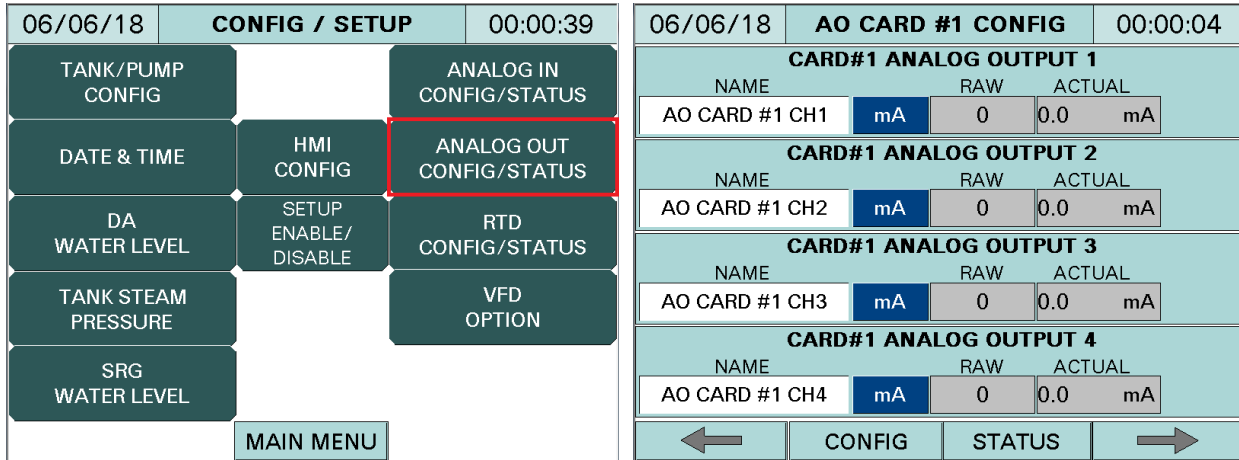 06/06/18 CONFIG / SETUP 00:00:39
TANK/PUMP
CONFIG
ANALOG IN
CONFIG/STATUS
DATE & TIME
HMI
CONFIG
ANALOG OUT
CONFIG/STATUS
DA
WATER LEVEL
SETUP
ENABLE/
DISABLE
RTD
CONFIG/STATUS
TANK STEAM
PRESSURE
VFD
OPTION
SRG
WATER LEVEL
MAIN MENU
06/06/18 AO CARD #1 CONFIG 00:00:04
CARD#1 ANALOG OUTPUT 1
NAME RAW ACTUAL
AO CARD #1 CH1 mA 0 0.0 mA
CARD#1 ANALOG OUTPUT 2
NAME RAW ACTUAL
AO CARD #1 CH2 mA 0 0.0 mA
CARD#1 ANALOG OUTPUT 3
NAME RAW ACTUAL
AO CARD #1 CH3 mA 0 0.0 mA
CARD#1 ANALOG OUTPUT 4
NAME RAW ACTUAL
AO CARD #1 CH4 mA 0 0.0 mA
CONFIG STATUS